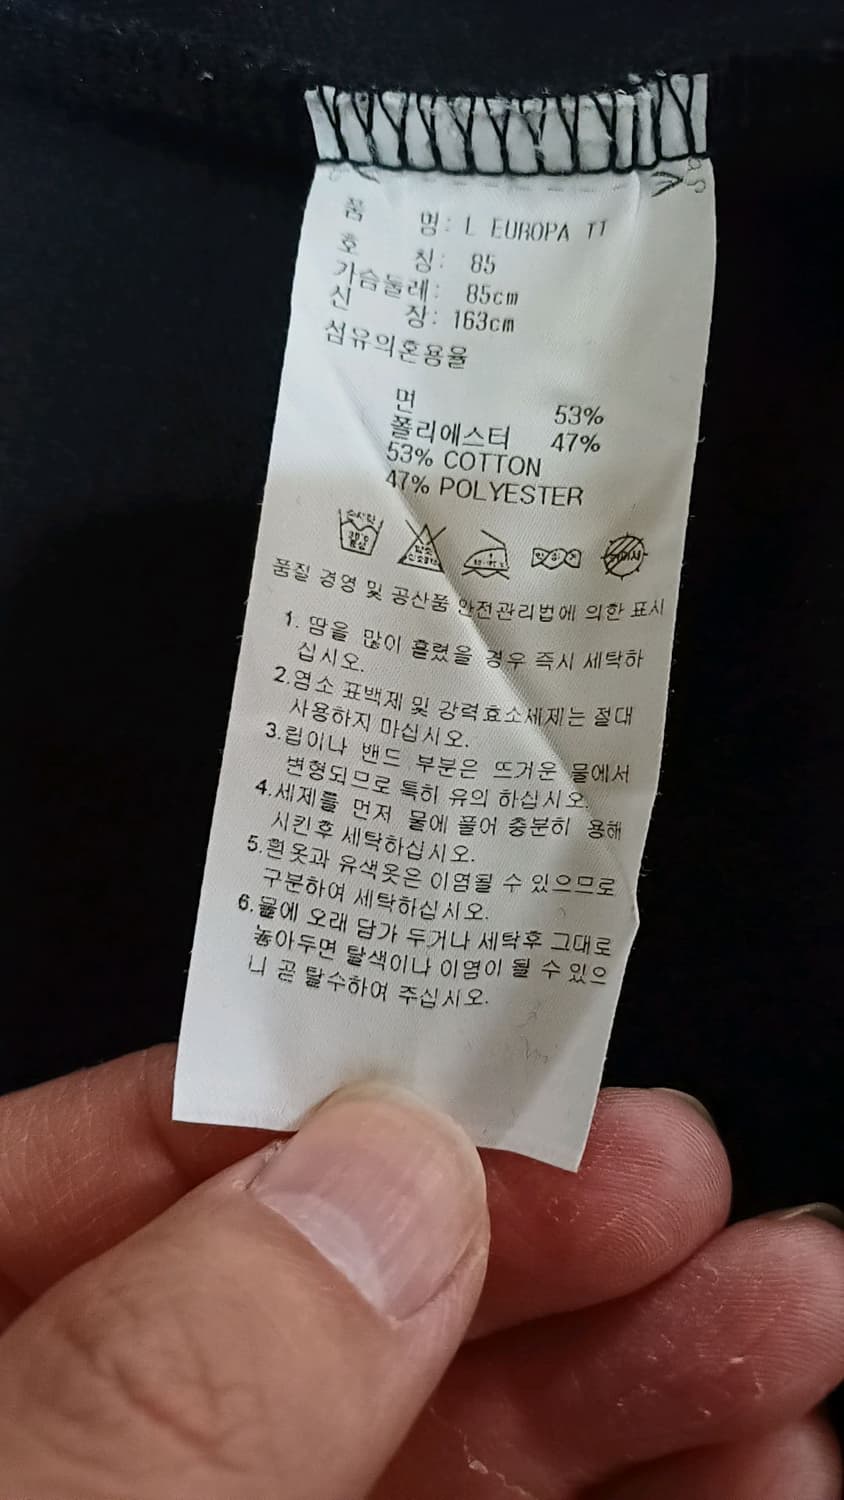 품 명: L EUROPA TT
호 칭: 85
가슴둘레: 85cm
신 장: 163cm
섬유의혼용율
면 53%
폴리에스터 47%
53% COTTON
47% POLYESTER
품질 경영 및 공산품 안전관리법에 의한 표시
1. 땀을 많이 흘렸을 경우 즉시 세탁하
십시오.
2.염소 표백제 및 강력효소세제는 절대
사용하지 마십시오.
3.립이나 밴드 부분은 뜨거운 물에서
변형되므로 특히 유의 하십시오.
4.세제를 먼저 물에 풀어 충분히 용해
시킨후 세탁하십시오.
5.흰옷과 유색옷은 이염될 수 있으므로
구분하여 세탁하십시오.
6.물에 오래 담가 두거나 세탁후 그대로
놓아두면 탈색이나 이염이 될 수 있으
니 곧 탈수하여 주십시오.